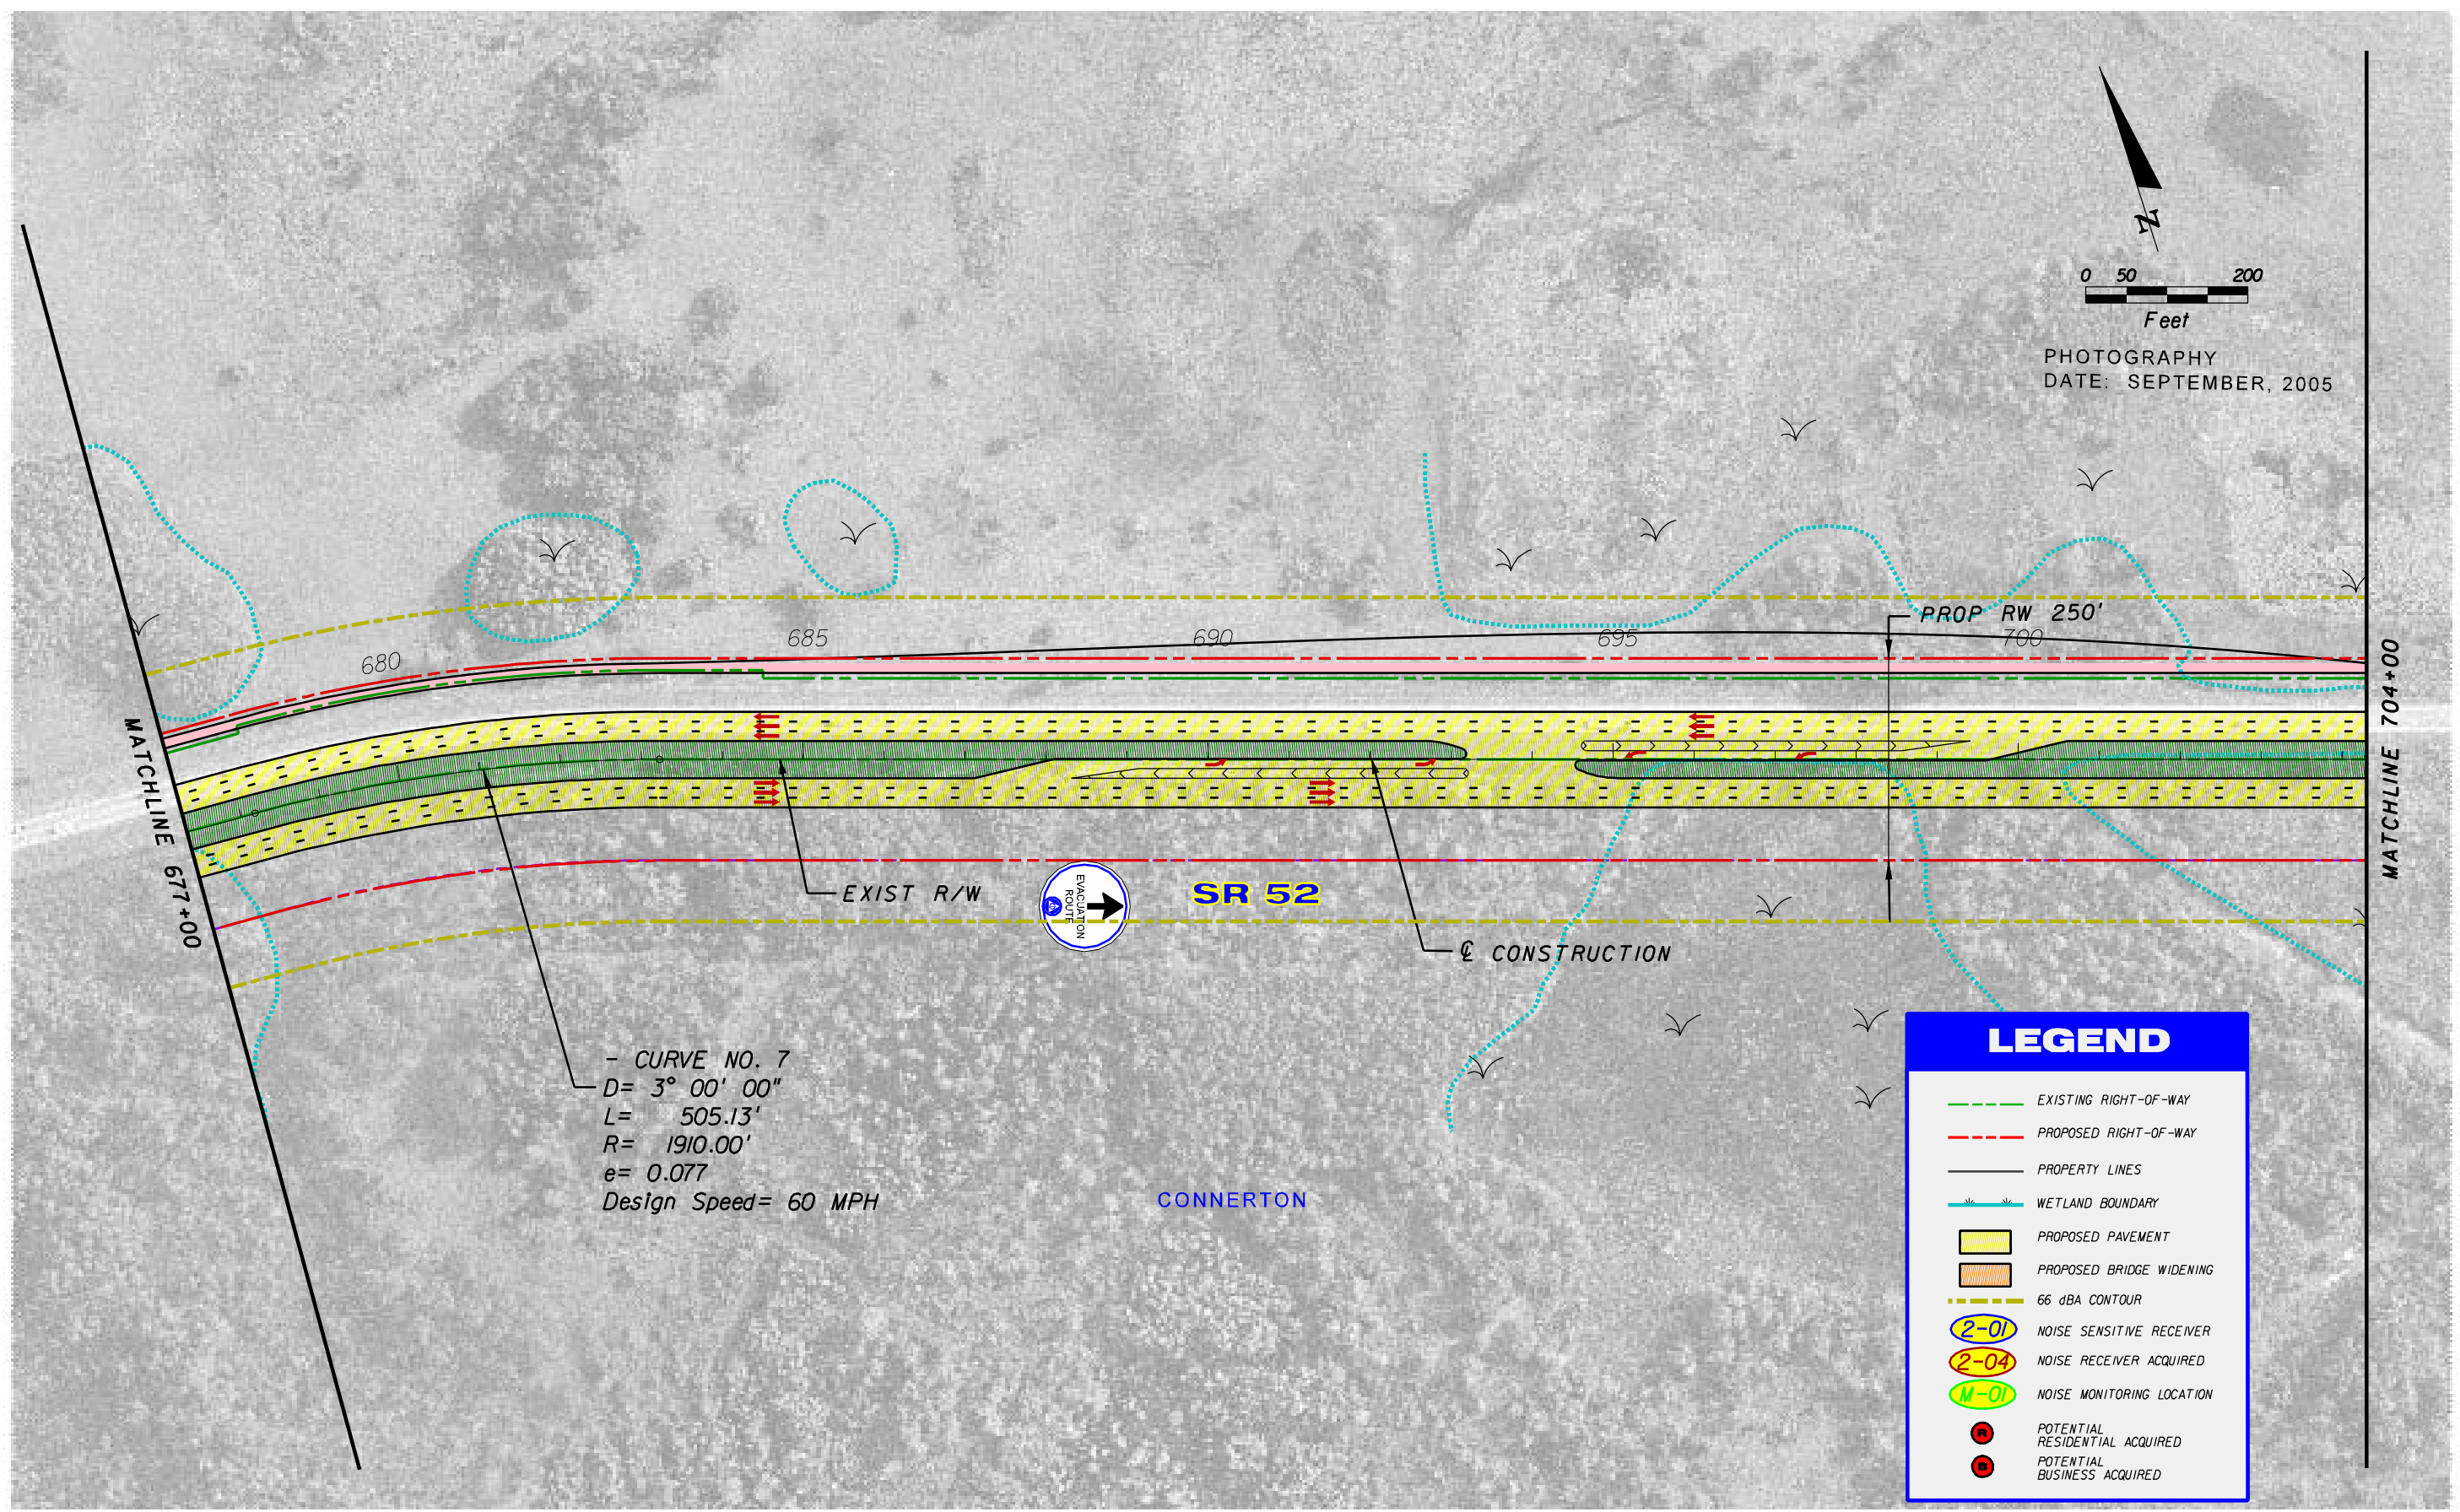 N
0 50 200
Feet
PHOTOGRAPHY
DATE: SEPTEMBER, 2005
PROP RW 250'
680
685
690
695
700
MATCHLINE 677+00
MATCHLINE 704+00
EXIST R/W
EVACUATION
ROUTE
SR 52
℄ CONSTRUCTION
- CURVE NO. 7
D= 3° 00' 00"
L= 505.13'
R= 1910.00'
e= 0.077
Design Speed= 60 MPH
CONNERTON
LEGEND
EXISTING RIGHT-OF-WAY
PROPOSED RIGHT-OF-WAY
PROPERTY LINES
WETLAND BOUNDARY
PROPOSED PAVEMENT
PROPOSED BRIDGE WIDENING
66 dBA CONTOUR
2-01 NOISE SENSITIVE RECEIVER
2-04 NOISE RECEIVER ACQUIRED
M-01 NOISE MONITORING LOCATION
R POTENTIAL
RESIDENTIAL ACQUIRED
B POTENTIAL
BUSINESS ACQUIRED